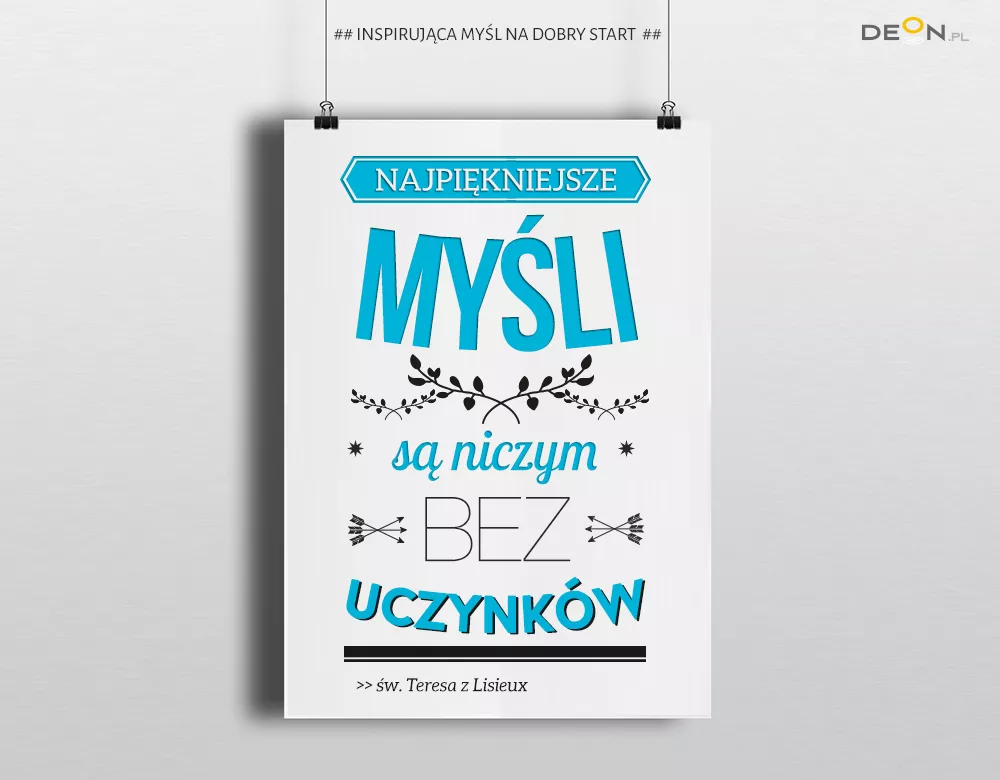 ## INSPIRUJĄCA MYŚL NA DOBRY START ##
DEON.PL
NAJPIĘKNIEJSZE
MYŚLI
są niczym
BEZ
UCZYNKÓW
>> św. Teresa z Lisieux